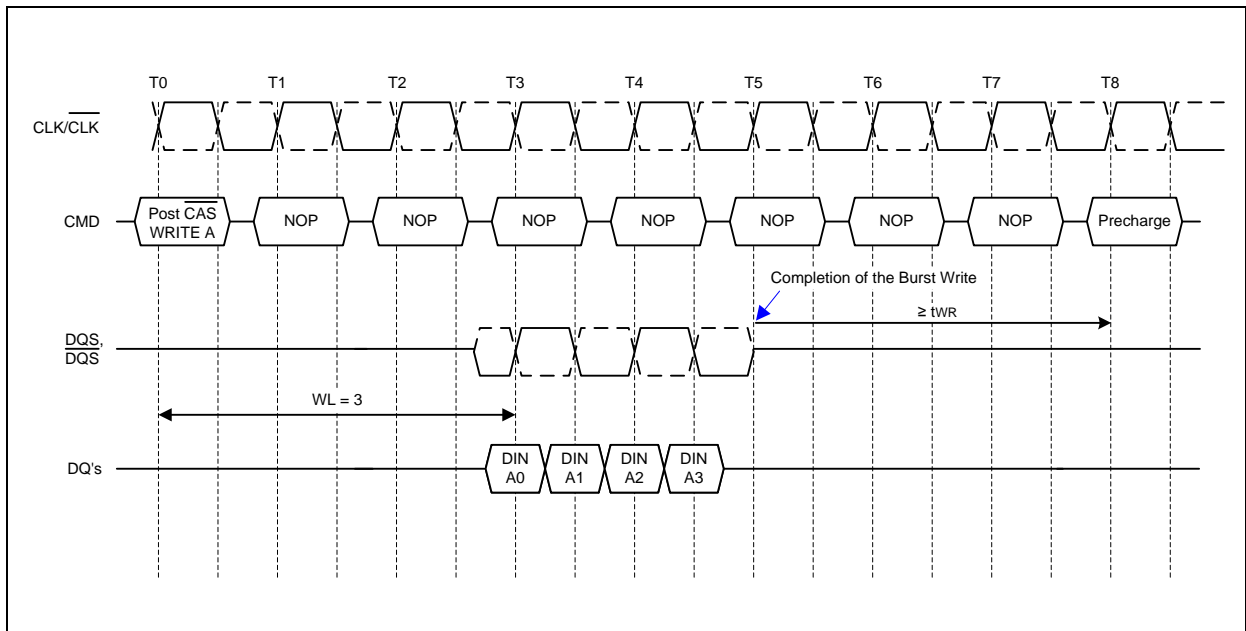 T0 T1 T2 T3 T4 T5 T6 T7 T8
CLK/CLK
CMD
Post CAS
WRITE A
NOP NOP NOP NOP NOP NOP NOP Precharge
Completion of the Burst Write
≥ tWR
DQS,
DQS
WL = 3
DQ's
DIN
A0
DIN
A1
DIN
A2
DIN
A3